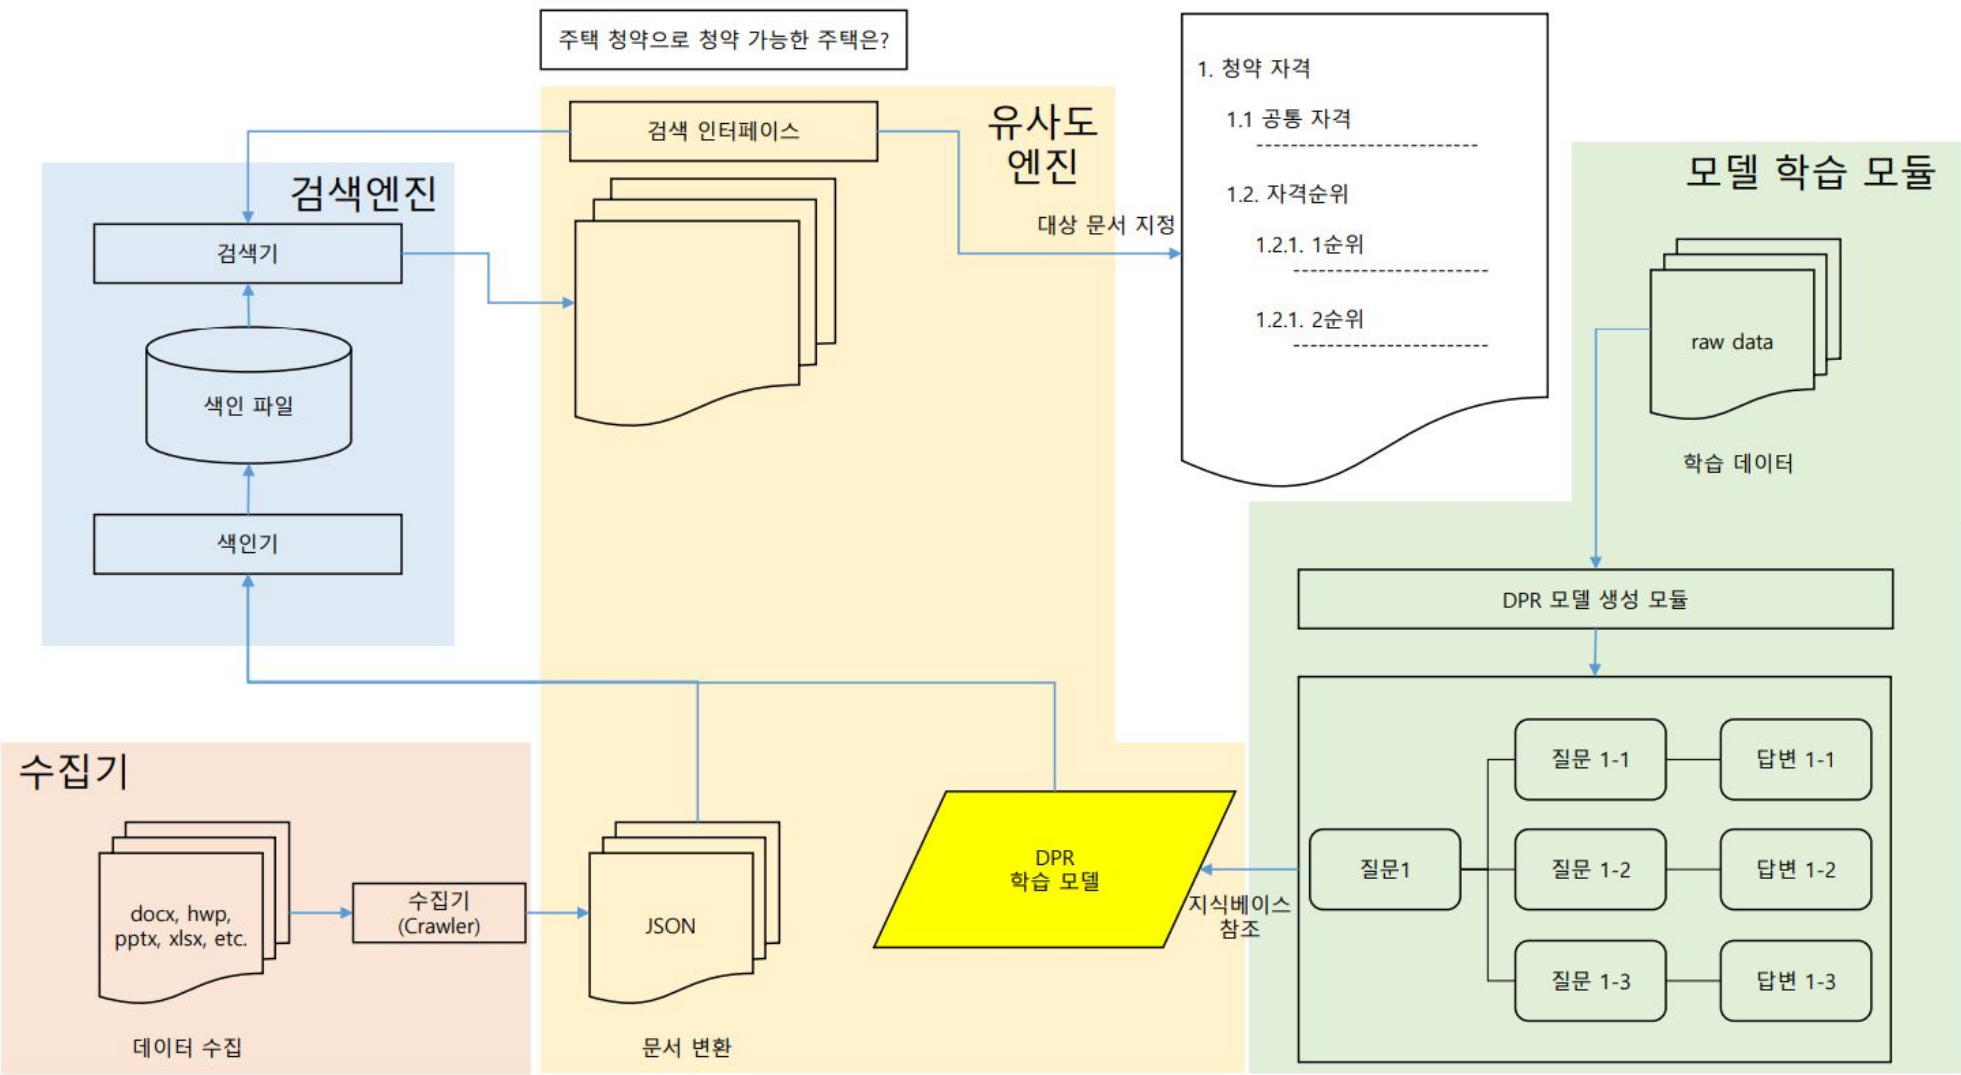 주택 청약으로 청약 가능한 주택은?
유사도
엔진
검색 인터페이스
대상 문서 지정
1. 청약 자격
1.1 공통 자격
-------------------------
1.2. 자격순위
1.2.1. 1순위
----------------------
1.2.1. 2순위
----------------------
검색엔진
검색기
색인 파일
색인기
모델 학습 모듈
raw data
학습 데이터
DPR 모델 생성 모듈
질문1
질문 1-1
답변 1-1
질문 1-2
답변 1-2
질문 1-3
답변 1-3
수집기
docx, hwp,
pptx, xlsx, etc.
데이터 수집
수집기
(Crawler)
JSON
문서 변환
DPR
학습 모델
지식베이스
참조